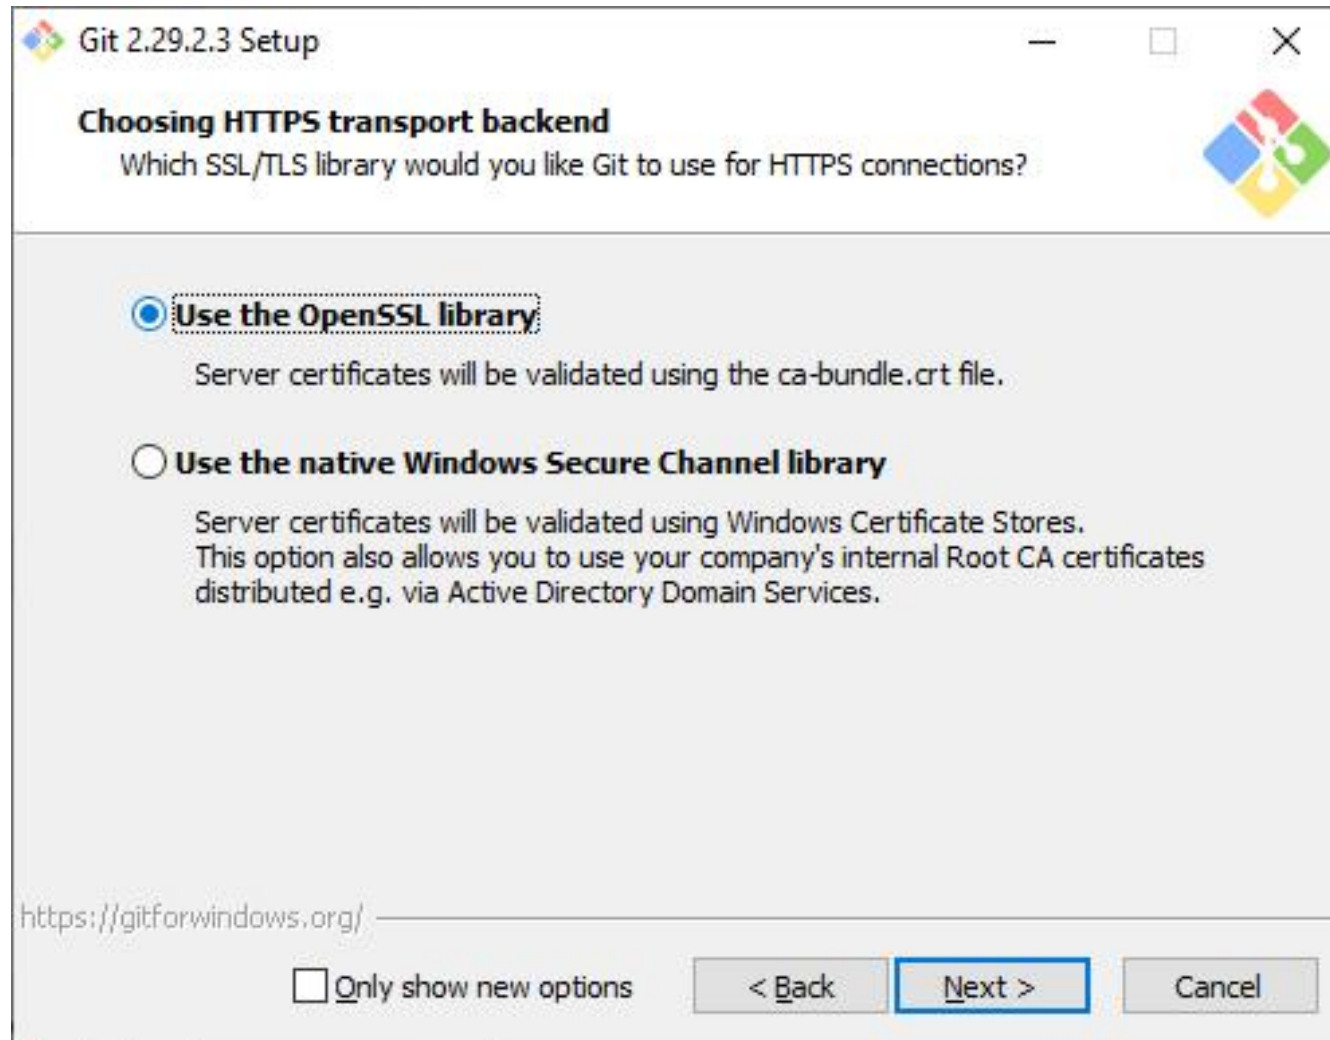 Git 2.29.2.3 Setup
Choosing HTTPS transport backend
Which SSL/TLS library would you like Git to use for HTTPS connections?
Use the OpenSSL library
Server certificates will be validated using the ca-bundle.crt file.
Use the native Windows Secure Channel library
Server certificates will be validated using Windows Certificate Stores.
This option also allows you to use your company's internal Root CA certificates
distributed e.g. via Active Directory Domain Services.
https://gitforwindows.org/
Only show new options
< Back
Next >
Cancel